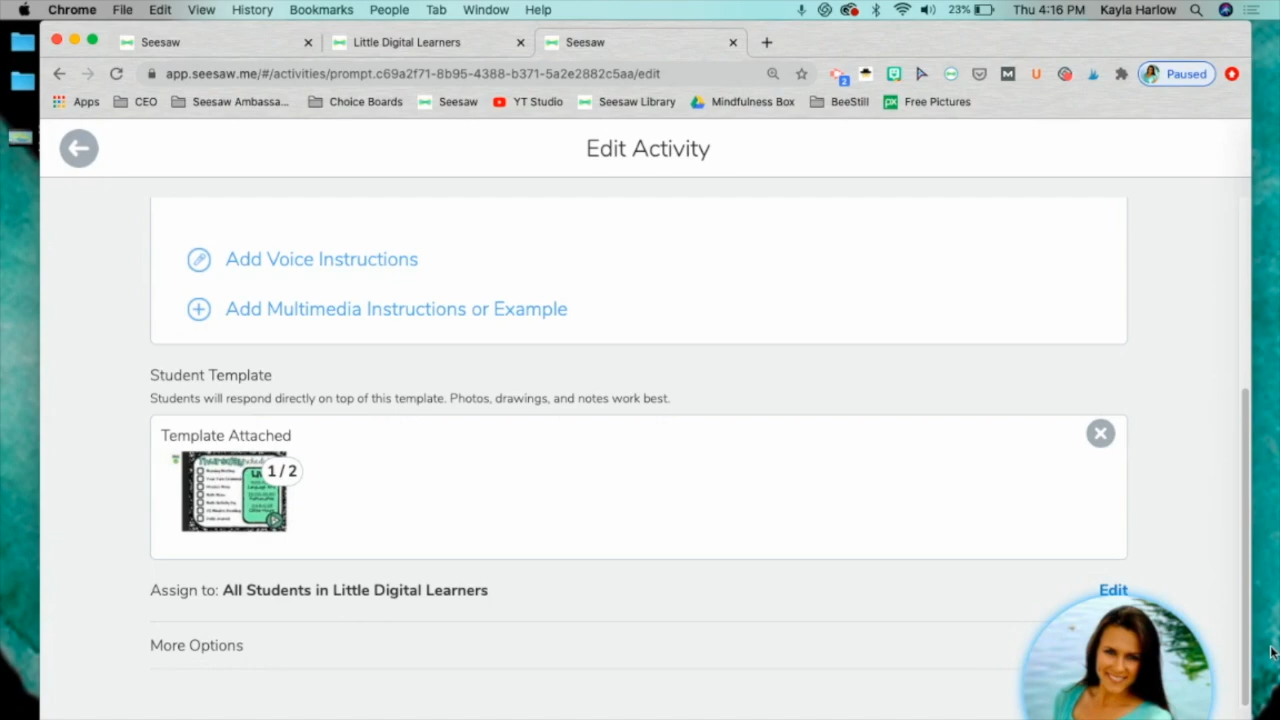 Chrome File Edit View History Bookmarks People Tab Window Help 23% Thu 4:16 PM Kayla Harlow
Seesaw Little Digital Learners Seesaw
app.seesaw.me/#/activities/prompt.c69a2f71-8b95-4388-b371-5a2e2882c5aa/edit 2 M U Paused
Apps CEO Seesaw Ambassa... Choice Boards Seesaw YT Studio Seesaw Library Mindfulness Box BeeStill px Free Pictures
Edit Activity
Add Voice Instructions
Add Multimedia Instructions or Example
Student Template
Students will respond directly on top of this template. Photos, drawings, and notes work best.
Template Attached
1 / 2
Assign to: All Students in Little Digital Learners Edit
More Options